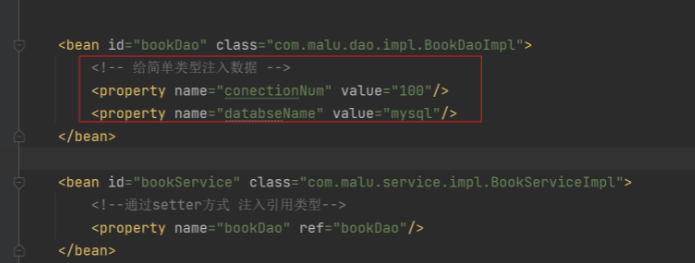 <bean id="bookDao" class="com.malu.dao.impl.BookDaoImpl">
<!-- 给简单类型注入数据 -->
<property name="conectionNum" value="100"/>
<property name="databseName" value="mysql"/>
</bean>
<bean id="bookService" class="com.malu.service.impl.BookServiceImpl">
<!--通过setter方式 注入引用类型-->
<property name="bookDao" ref="bookDao"/>
</bean>